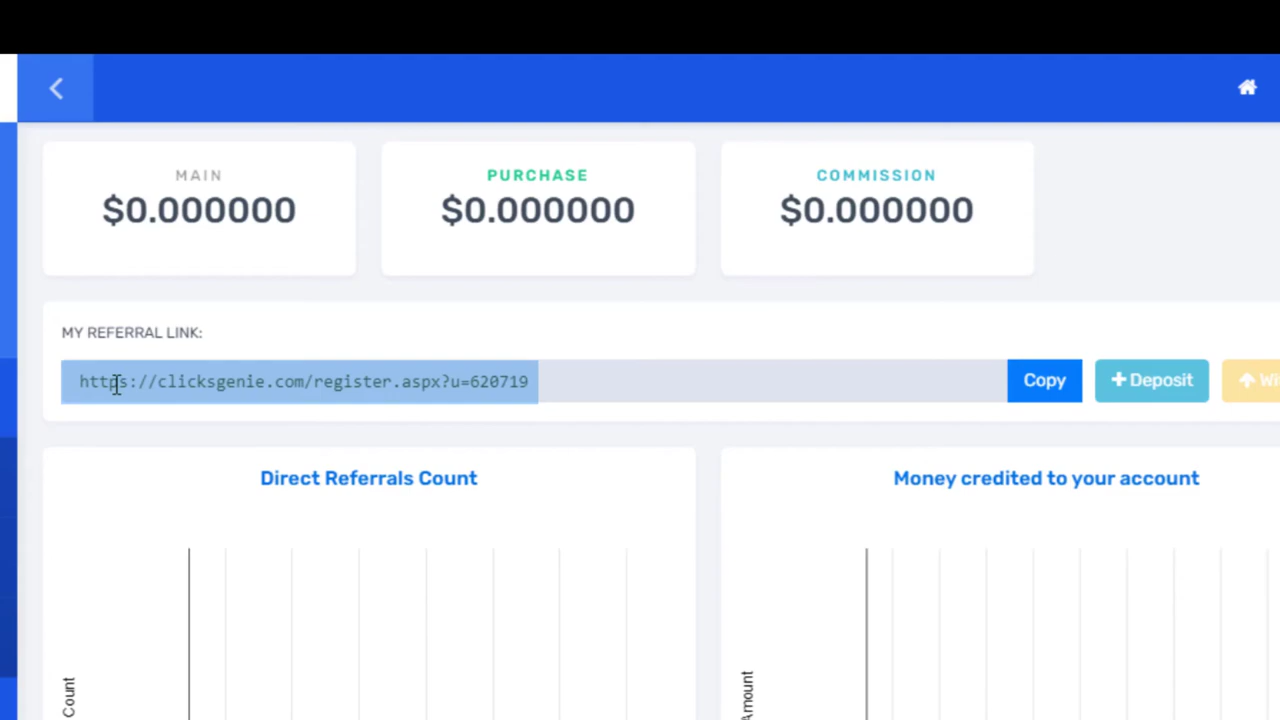 MAIN
$0.000000
PURCHASE
$0.000000
COMMISSION
$0.000000
MY REFERRAL LINK:
https://clicksgenie.com/register.aspx?u=620719
Copy
Deposit
Wi
Direct Referrals Count
Money credited to your account
Count
Amount